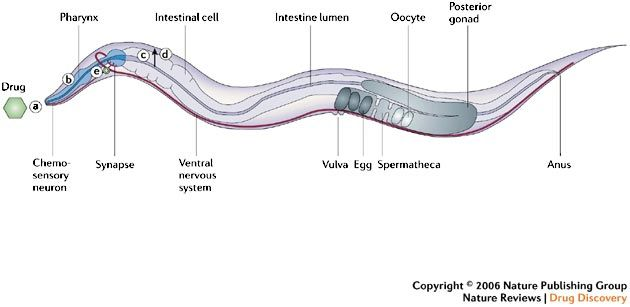 Pharynx
Intestinal cell
Intestine lumen
Oocyte
Posterior
gonad
Drug
a
b
c
d
e
Chemo-
sensory
neuron
Synapse
Ventral
nervous
system
Vulva
Egg
Spermatheca
Anus
Copyright © 2006 Nature Publishing Group
Nature Reviews | Drug Discovery